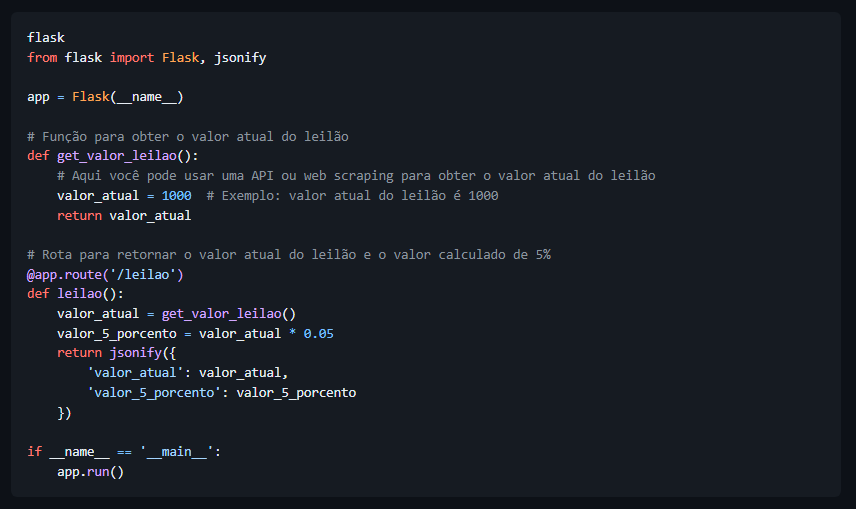 flask
from flask import Flask, jsonify
app = Flask(__name__)
# Função para obter o valor atual do leilão
def get_valor_leilao():
    # Aqui você pode usar uma API ou web scraping para obter o valor atual do leilão
    valor_atual = 1000  # Exemplo: valor atual do leilão é 1000
    return valor_atual
# Rota para retornar o valor atual do leilão e o valor calculado de 5%
@app.route('/leilao')
def leilao():
    valor_atual = get_valor_leilao()
    valor_5_porcento = valor_atual * 0.05
    return jsonify({
        'valor_atual': valor_atual,
        'valor_5_porcento': valor_5_porcento
    })
if __name__ == '__main__':
    app.run()